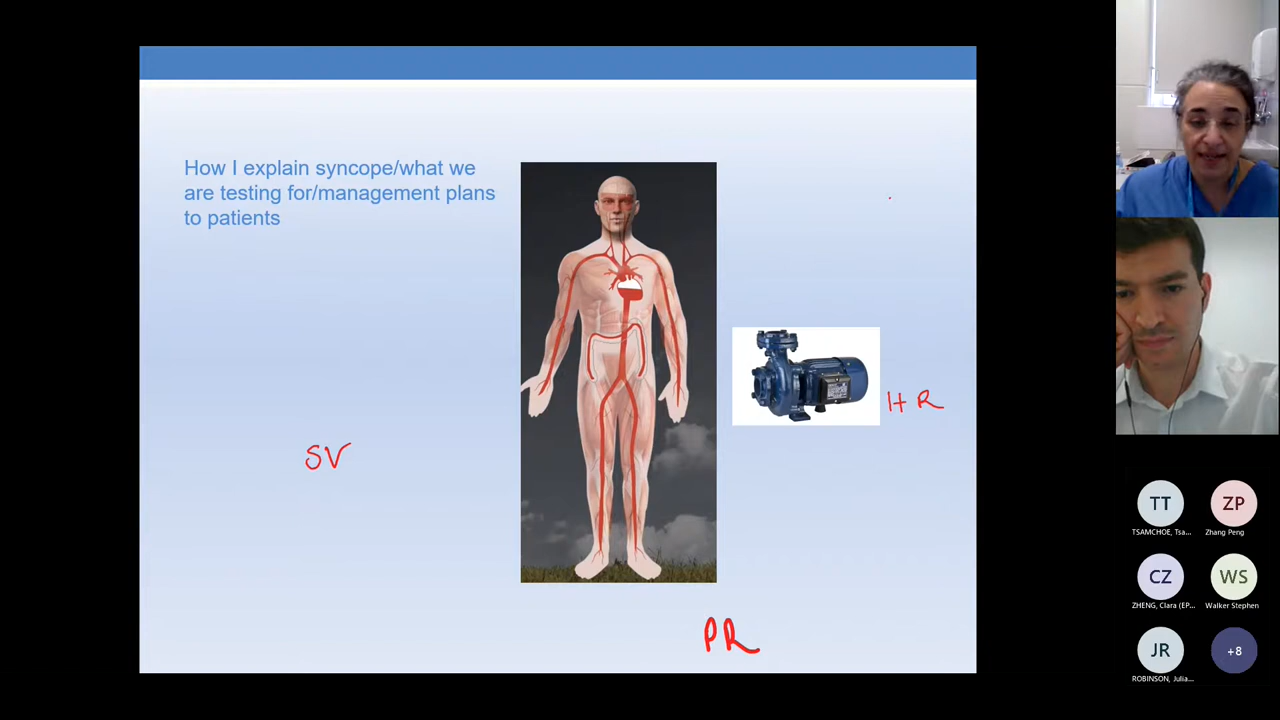 How I explain syncope/what we
are testing for/management plans
to patients
HR
SV
PR
TT
ZP
TSAMCHOE, Tsa...
Zhang Peng
CZ
WS
ZHENG, Clara (EP...
Walker Stephen
JR
+8
ROBINSON, Julia...